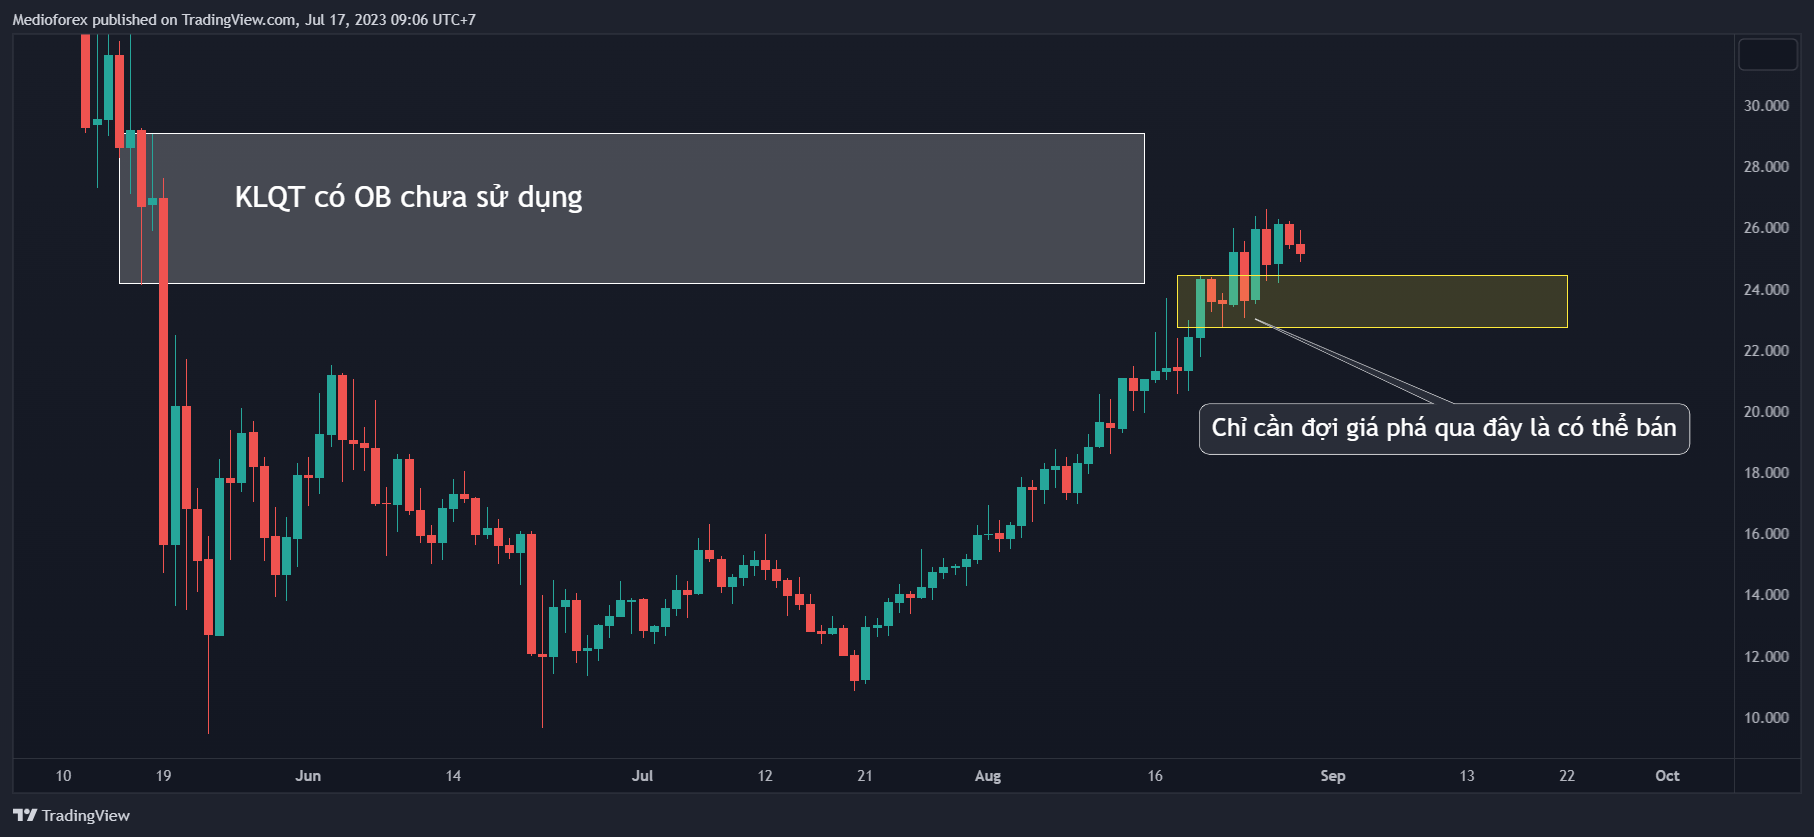 Medioforex published on TradingView.com, Jul 17, 2023 09:06 UTC+7
30.000
KLQT có OB chưa sử dụng
28.000
26.000
24.000
22.000
20.000
Chỉ cần đợi giá phá qua đây là có thể bán
18.000
16.000
14.000
12.000
10.000
10 19 Jun 14 Jul 12 21 Aug 16 Sep 13 22 Oct
TradingView